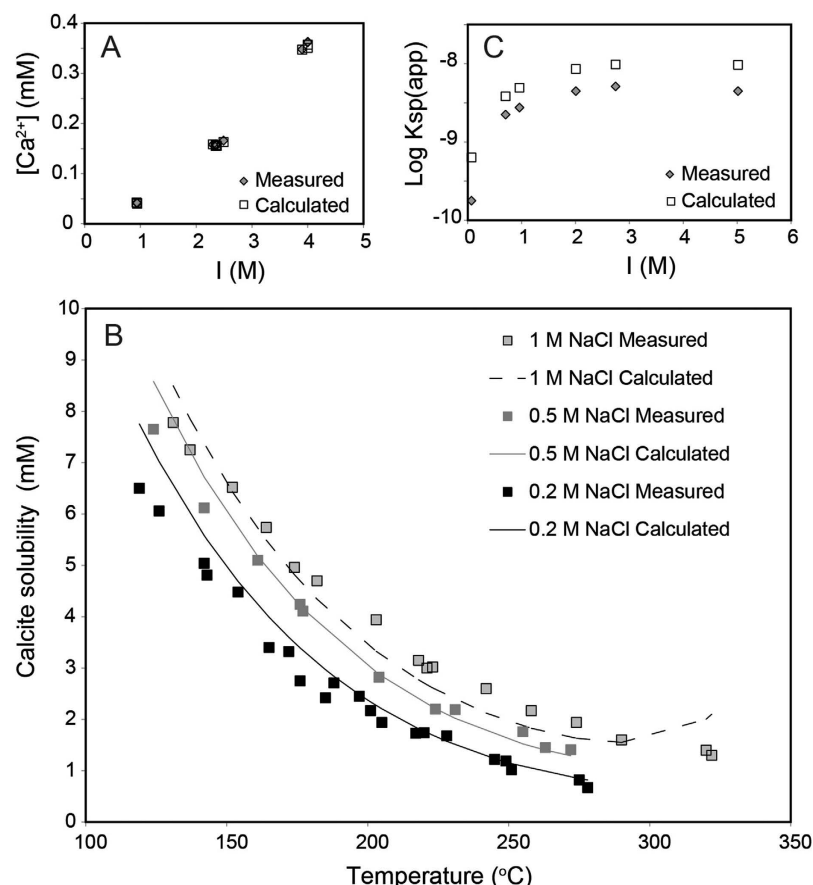 A
[Ca²⁺] (mM)
0.4
0.3
0.2
0.1
0
0 1 2 3 4 5
I (M)
Measured
Calculated
C
Log Ksp(app)
-8
-9
-10
0 1 2 3 4 5 6
I (M)
Measured
Calculated
B
Calcite solubility (mM)
10
9
8
7
6
5
4
3
2
1
0
100 150 200 250 300 350
Temperature (°C)
1 M NaCl Measured
1 M NaCl Calculated
0.5 M NaCl Measured
0.5 M NaCl Calculated
0.2 M NaCl Measured
0.2 M NaCl Calculated